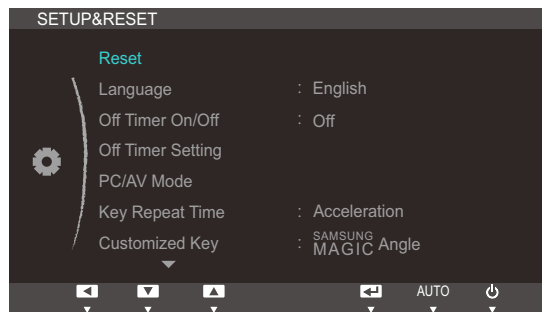 SETUP&RESET
Reset
Language : English
Off Timer On/Off : Off
Off Timer Setting
PC/AV Mode
Key Repeat Time : Acceleration
Customized Key : SAMSUNG MAGIC Angle
AUTO